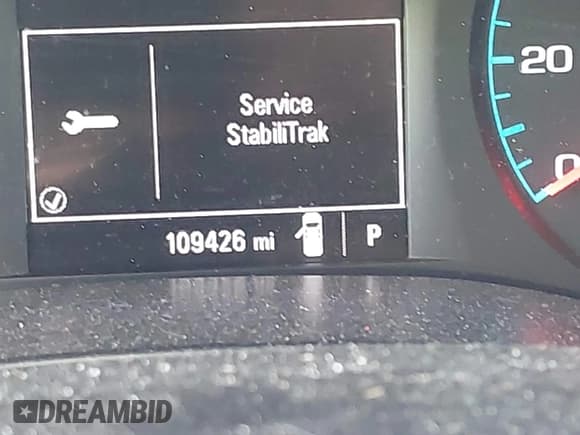 Service
StabiliTrak
20
0
109426 mi
P
DREAMBID